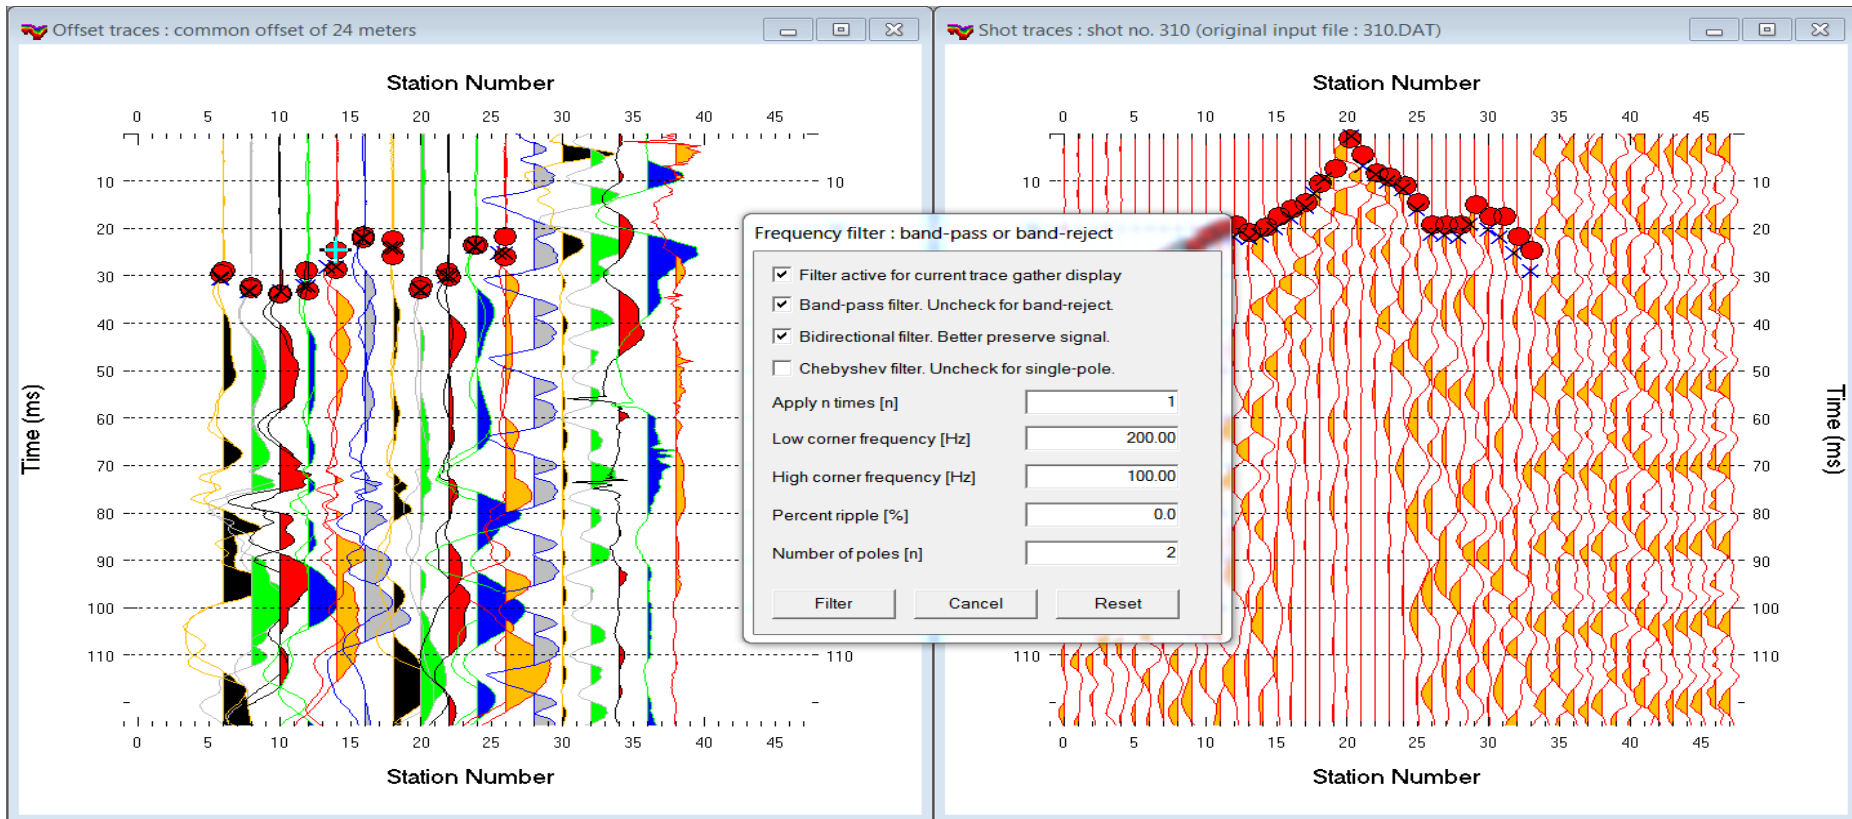 Offset traces : common offset of 24 meters
Station Number
0 5 10 15 20 25 30 35 40 45
10 10
20
30
40
50
60
70
80
90
100
110 110
Time (ms)
0 5 10 15 20 25 30 35 40 45
Station Number
Shot traces : shot no. 310 (original input file : 310.DAT)
Station Number
0 5 10 15 20 25 30 35 40 45
10 10
20
30
40
50
60
70
80
90
100
110 110
Time (ms)
0 5 10 15 20 25 30 35 40 45
Station Number
Frequency filter : band-pass or band-reject
Filter active for current trace gather display
Band-pass filter. Uncheck for band-reject.
Bidirectional filter. Better preserve signal.
Chebyshev filter. Uncheck for single-pole.
Apply n times [n] 1
Low corner frequency [Hz] 200.00
High corner frequency [Hz] 100.00
Percent ripple [%] 0.0
Number of poles [n] 2
Filter Cancel Reset